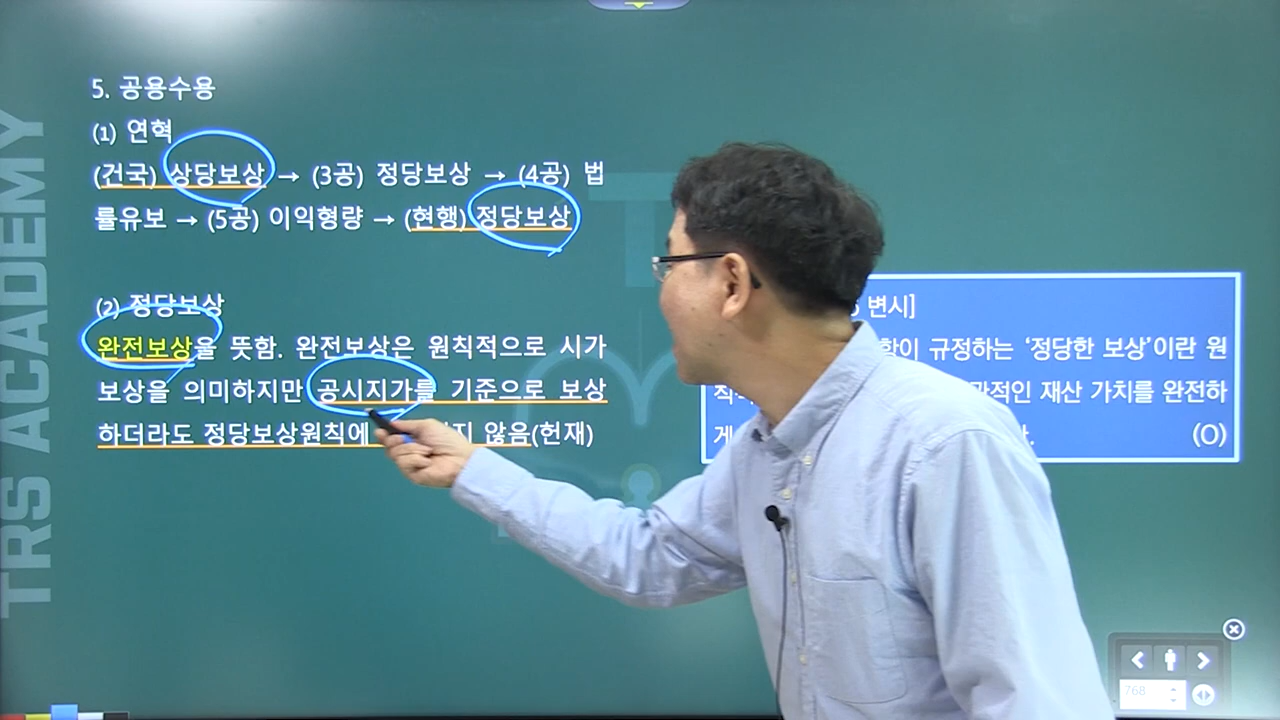 5. 공용수용
(1) 연혁
(건국) 상당보상 → (3공) 정당보상 → (4공) 법
률유보 → (5공) 이익형량 → (현행) 정당보상
(2) 정당보상
완전보상을 뜻함. 완전보상은 원칙적으로 시가
보상을 의미하지만 공시지가를 기준으로 보상
하더라도 정당보상원칙에 않음(헌재)
변시]
규정하는 ‘정당한 보상’이란 원
재산 가치를 완전하
게 (O)
TRS ACADEMY
768